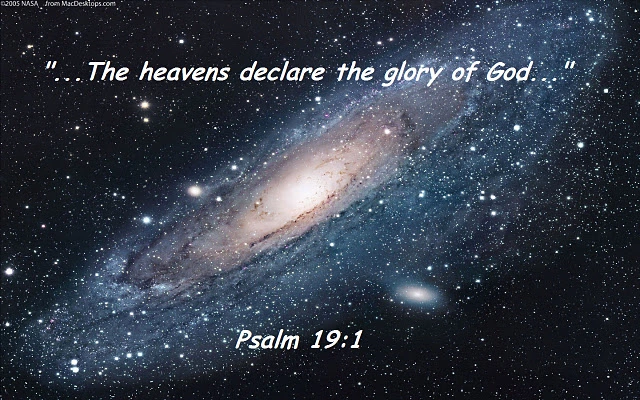 ©2005 NASA ...from MacDesktops.com
"...The heavens declare the glory of God..."
Psalm 19:1